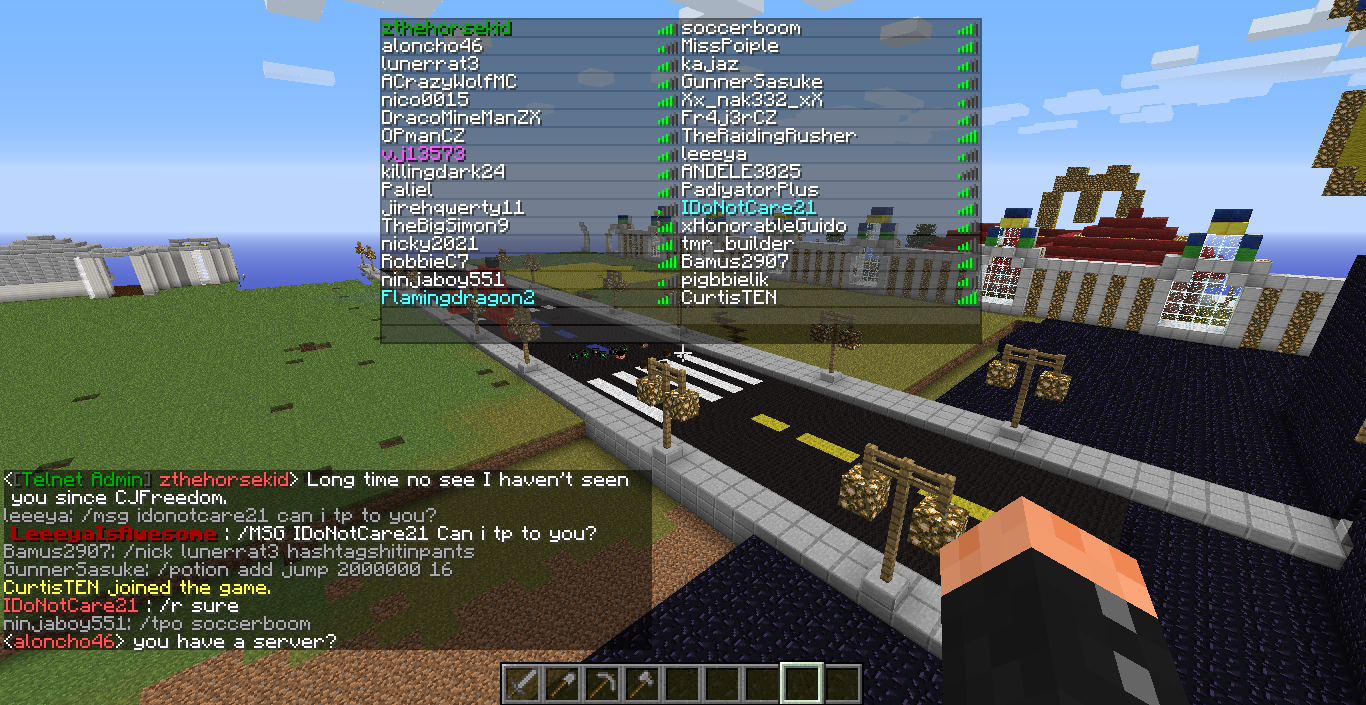 zthehorsekid
soccerboom
aloncho46
MissPoiple
lunerrat3
kajaz
ACrazyWolfMC
GunnerSasuke
nico0015
Xx_nak332_xX
DracoMineManZX
Fr4j3rCZ
OPmanCZ
TheRaidingRusher
vj13573
leeeya
killingdark24
ANDELE3025
Paliel
PadiyatorPlus
jirehqwerty11
IDoNotCare21
TheBigSimon9
xHonorableGuido
nicky2021
tmr_builder
RobbieC7
Bamus2907
ninjaboy551
pigbbielik
Flamingdragon2
CurtisTEN
<[Telnet Admin] zthehorsekid> Long time no see I haven't seen
you since CJFreedom.
leeeya: /msg idonotcare21 can i tp to you?
LeeeyaIsAwesome : /MSG IDoNotCare21 Can i tp to you?
Bamus2907: /nick lunerrat3 hashtagshitinpants
GunnerSasuke: /potion add jump 2000000 16
CurtisTEN joined the game.
IDoNotCare21 : /r sure
ninjaboy551: /tpo soccerboom
<aloncho46> you have a server?